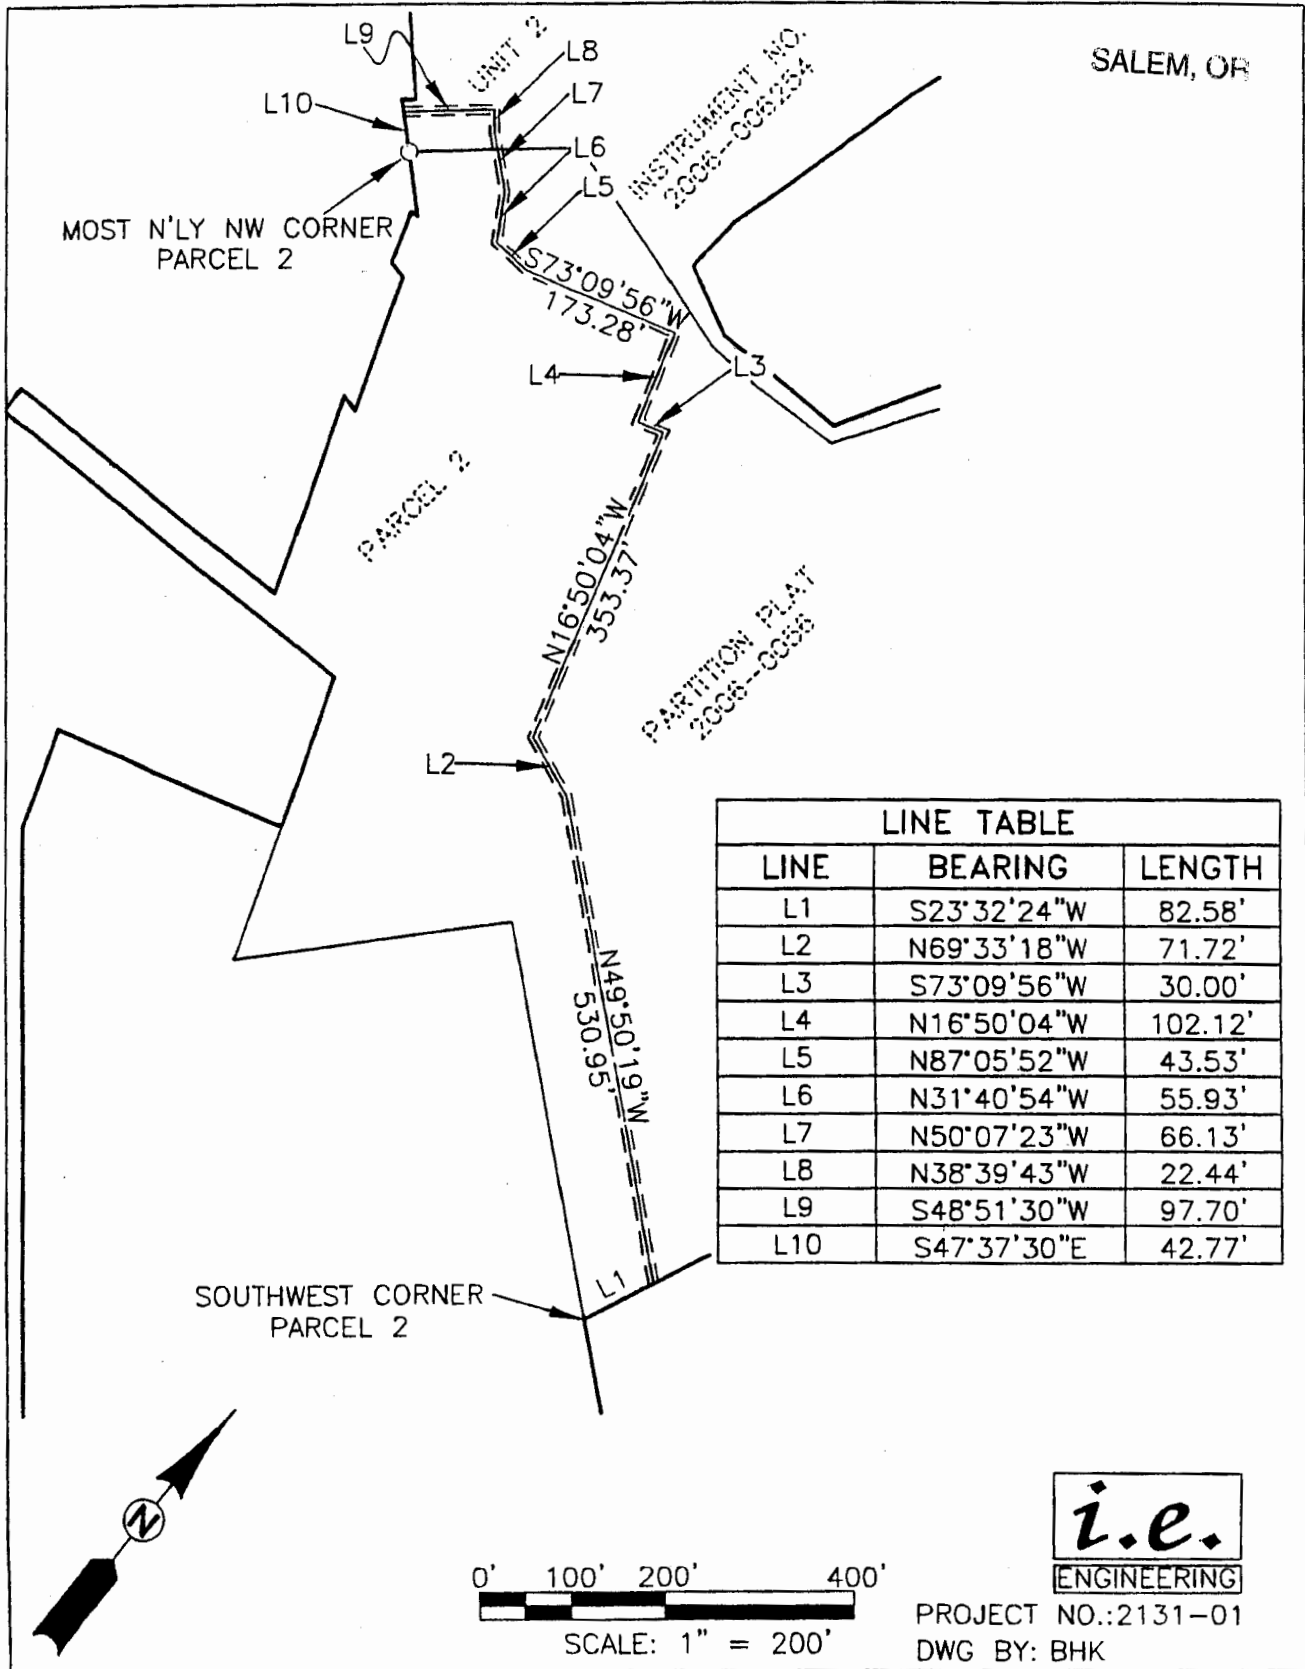 SALEM, OR
L9
UNIT 2
L8
L10
L7
INSTRUMENT NO.
2006-006254
L6
L5
MOST N'LY NW CORNER
PARCEL 2
S73°09'56"W
173.28'
L4
L3
PARCEL 2
N16°50'04"W
353.37'
PARTITION PLAT
2006-0056
L2
LINE TABLE
LINE BEARING LENGTH
L1 S23°32'24"W 82.58'
L2 N69°33'18"W 71.72'
L3 S73°09'56"W 30.00'
L4 N16°50'04"W 102.12'
L5 N87°05'52"W 43.53'
L6 N31°40'54"W 55.93'
L7 N50°07'23"W 66.13'
L8 N38°39'43"W 22.44'
L9 S48°51'30"W 97.70'
L10 S47°37'30"E 42.77'
N49°50'19"W
530.95'
L1
SOUTHWEST CORNER
PARCEL 2
N
0' 100' 200' 400'
SCALE: 1" = 200'
i.e.
ENGINEERING
PROJECT NO.:2131-01
DWG BY: BHK